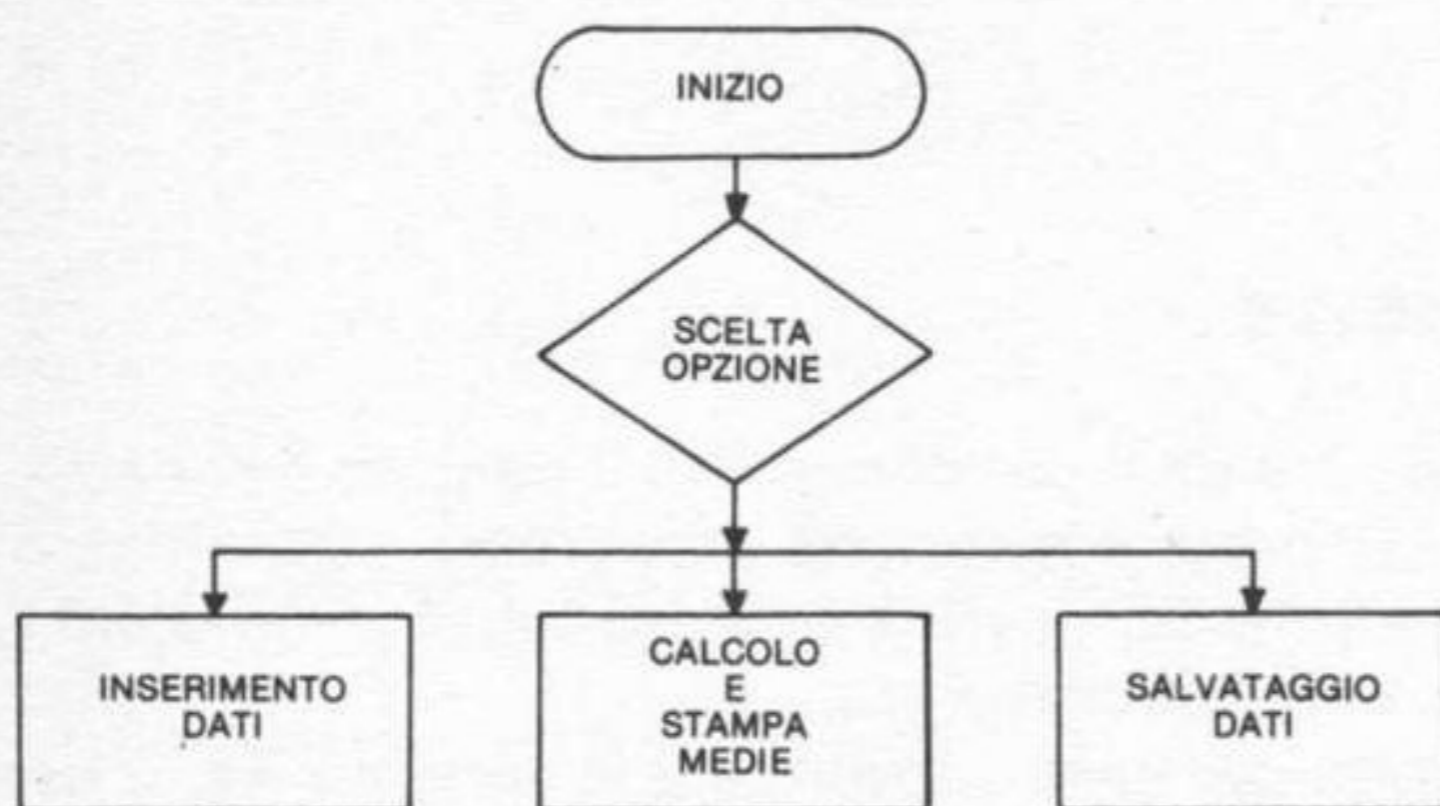 INIZIO
SCELTA
OPZIONE
INSERIMENTO
DATI
CALCOLO
E
STAMPA
MEDIE
SALVATAGGIO
DATI